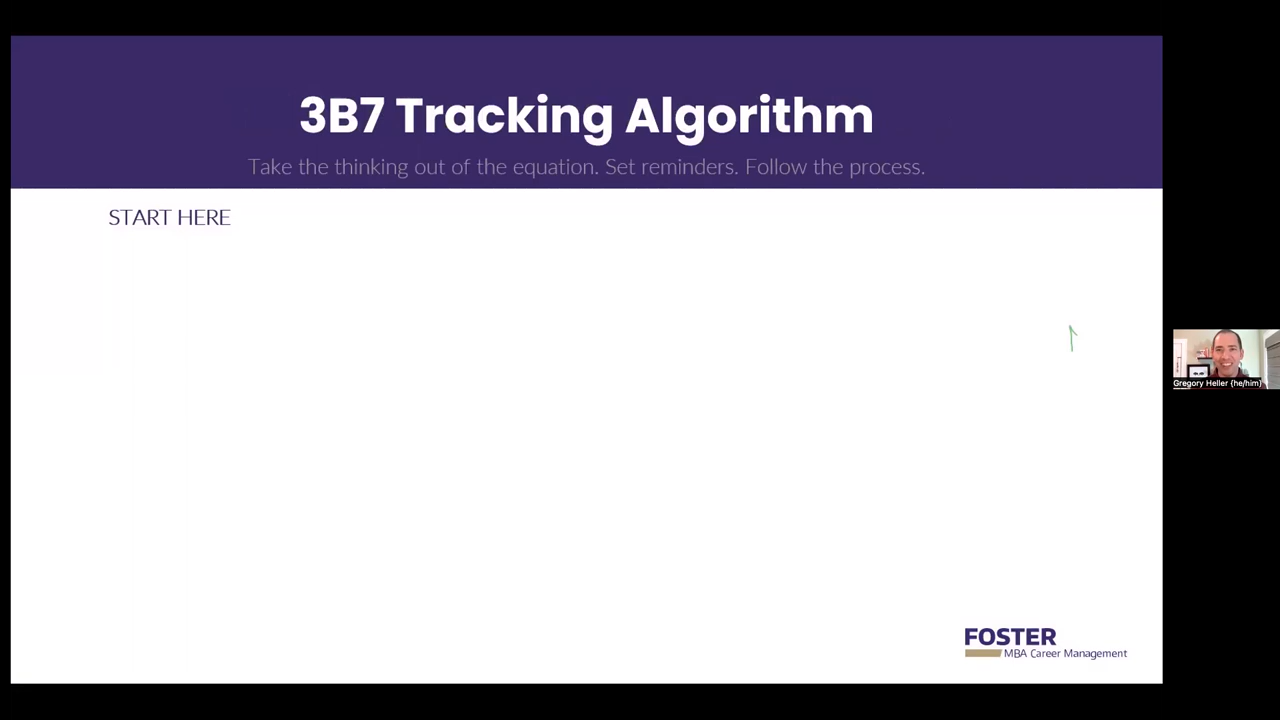 3B7 Tracking Algorithm
Take the thinking out of the equation. Set reminders. Follow the process.
START HERE
Gregory Heller (he/him)
FOSTER
MBA Career Management